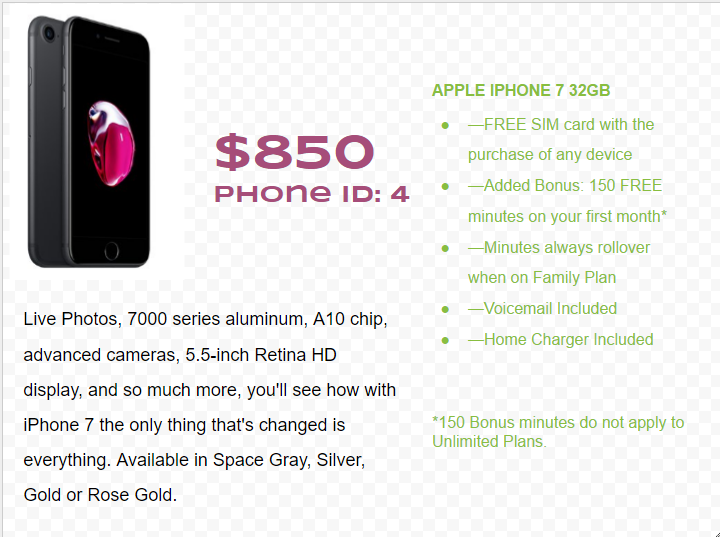 $850
PHONE ID: 4
APPLE IPHONE 7 32GB
● —FREE SIM card with the
purchase of any device
● —Added Bonus: 150 FREE
minutes on your first month*
● —Minutes always rollover
when on Family Plan
● —Voicemail Included
● —Home Charger Included
*150 Bonus minutes do not apply to
Unlimited Plans.
Live Photos, 7000 series aluminum, A10 chip,
advanced cameras, 5.5-inch Retina HD
display, and so much more, you'll see how with
iPhone 7 the only thing that's changed is
everything. Available in Space Gray, Silver,
Gold or Rose Gold.